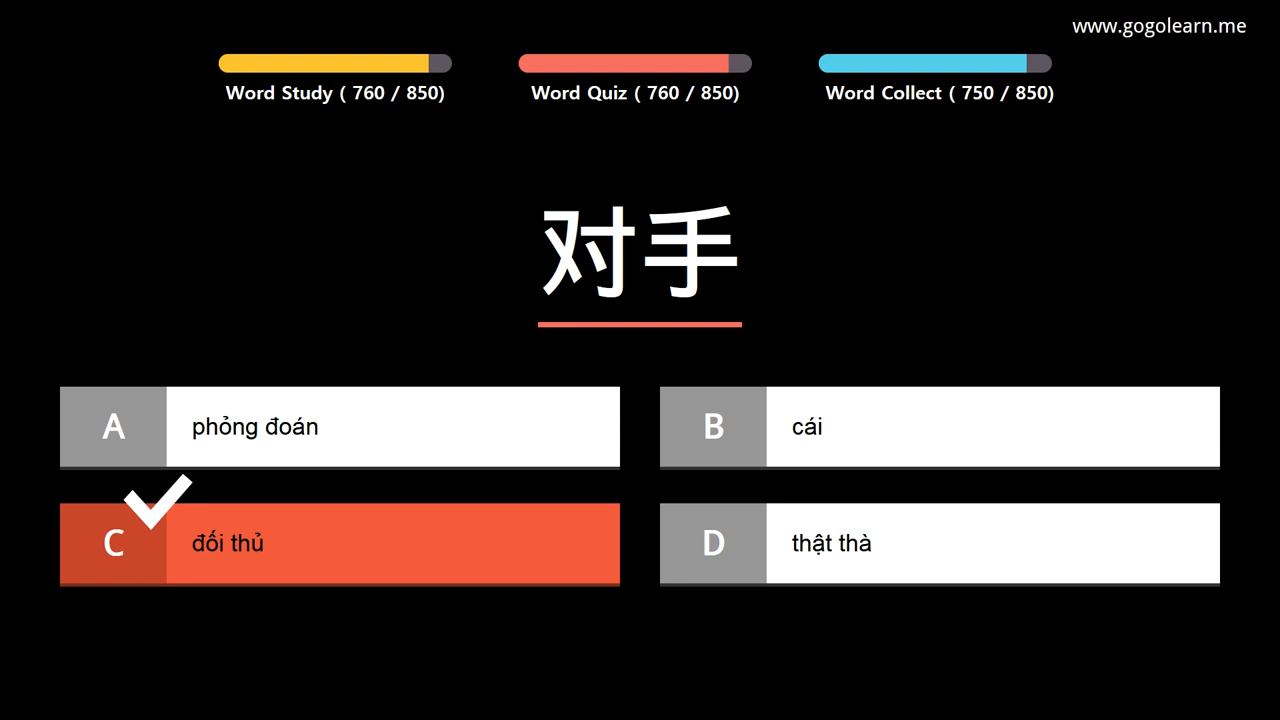 www.gogolearn.me
Word Study ( 760 / 850)
Word Quiz ( 760 / 850)
Word Collect ( 750 / 850)
对手
A
phỏng đoán
B
cái
C
đối thủ
D
thật thà